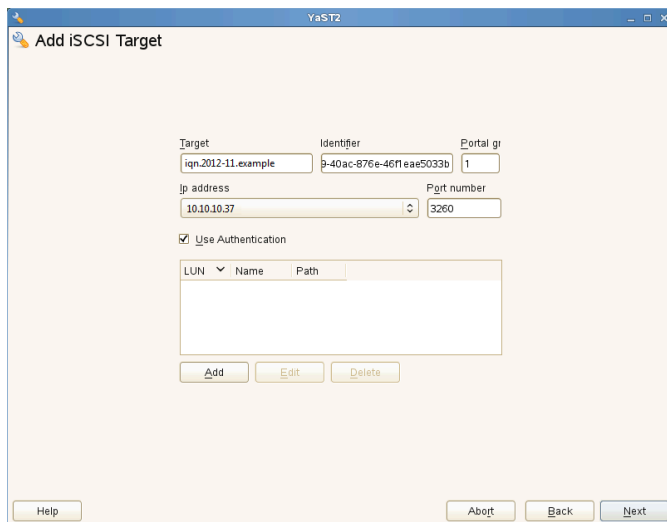 YaST2
Add iSCSI Target
Target Identifier Portal gr
iqn.2012-11.example 9-40ac-876e-46f1eae5033b 1
Ip address Port number
10.10.10.37 3260
Use Authentication
LUN Name Path
Add Edit Delete
Help Abort Back Next